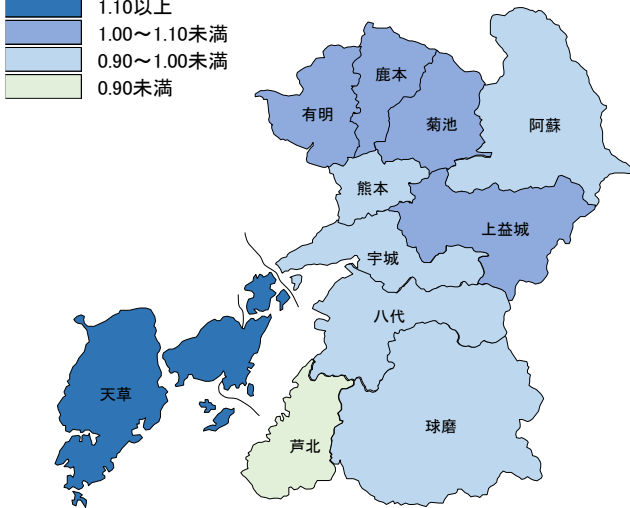 1.10以上
1.00～1.10未満
0.90～1.00未満
0.90未満
鹿本
有明
菊池
阿蘇
熊本
上益城
宇城
八代
天草
球磨
芦北